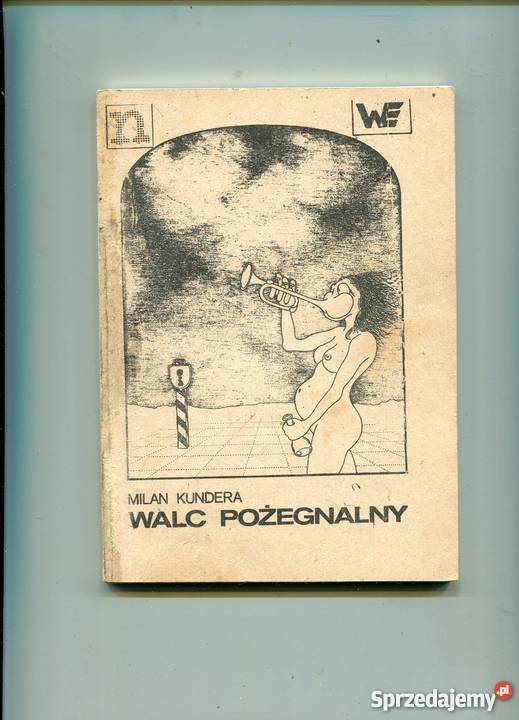 n
WE
MILAN KUNDERA
WALC POŻEGNALNY
Sprzedajemy.pl